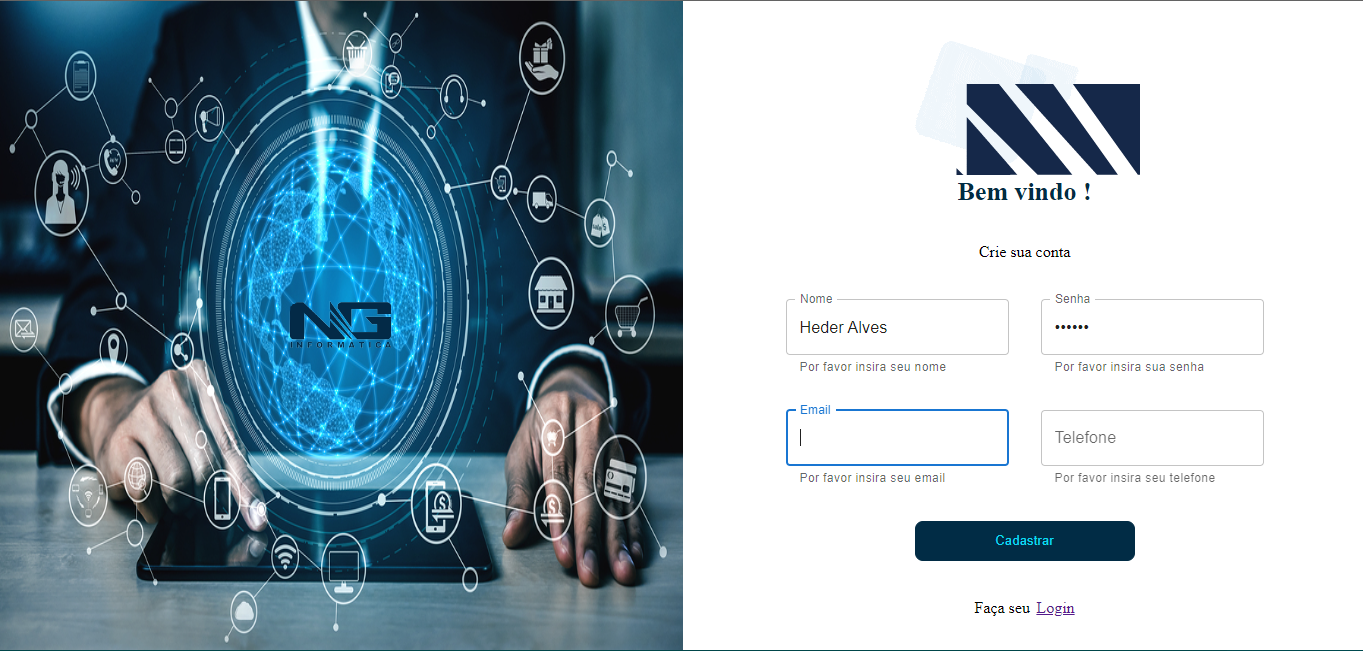 NG
INFORMÁTICA
Bem vindo !
Crie sua conta
Nome
Heder Alves
Por favor insira seu nome
Senha
••••••
Por favor insira sua senha
Email
Por favor insira seu email
Telefone
Por favor insira seu telefone
Cadastrar
Faça seu Login